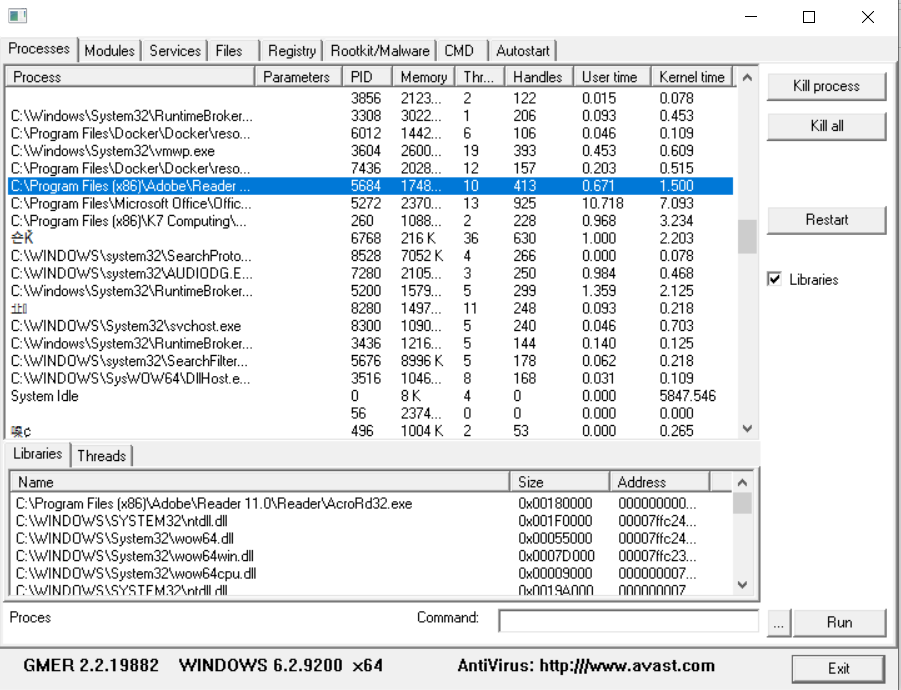 Processes Modules Services Files Registry Rootkit/Malware CMD Autostart
Process Parameters PID Memory Thr... Handles User time Kernel time
3856 2123... 2 122 0.015 0.078
C:\Windows\System32\RuntimeBroker... 3308 3022... 1 206 0.093 0.453
C:\Program Files\Docker\Docker\reso... 6012 1442... 6 106 0.046 0.109
C:\Windows\System32\vmwp.exe 3604 2600... 19 393 0.453 0.609
C:\Program Files\Docker\Docker\reso... 7436 2028... 12 157 0.203 0.515
C:\Program Files (x86)\Adobe\Reader ... 5684 1748... 10 413 0.671 1.500
C:\Program Files\Microsoft Office\Offic... 5272 2370... 13 925 10.718 7.093
C:\Program Files (x86)\K7 Computing\... 260 1088... 2 228 0.968 3.234
6768 216 K 36 630 1.000 2.203
C:\WINDOWS\system32\SearchProto... 8528 7052 K 4 266 0.000 0.078
C:\WINDOWS\system32\AUDIODG.E... 7280 2105... 3 250 0.984 0.468
C:\Windows\System32\RuntimeBroker... 5200 1579... 5 299 1.359 2.125
8280 1497... 11 248 0.093 0.218
C:\WINDOWS\System32\svchost.exe 8300 1090... 5 240 0.046 0.703
C:\Windows\System32\RuntimeBroker... 3436 1216... 5 144 0.140 0.125
C:\WINDOWS\system32\SearchFilter... 5676 8996 K 5 178 0.062 0.218
C:\WINDOWS\SysWOW64\DllHost.e... 3516 1046... 8 168 0.031 0.109
System Idle 0 8 K 4 0 0.000 5847.546
56 2374... 0 0 0.000 0.000
496 1004 K 2 53 0.000 0.265
Kill process
Kill all
Restart
Libraries
Libraries Threads
Name Size Address
C:\Program Files (x86)\Adobe\Reader 11.0\Reader\AcroRd32.exe 0x00180000 000000000...
C:\WINDOWS\SYSTEM32\ntdll.dll 0x001F0000 00007ffc24...
C:\WINDOWS\System32\wow64.dll 0x00055000 00007ffc24...
C:\WINDOWS\System32\wow64win.dll 0x0007D000 00007ffc23...
C:\WINDOWS\System32\wow64cpu.dll 0x00009000 000000007...
C:\WINDOWS\SYSTEM32\ntdll.dll 0x0019A000 000000007
Proces Command: ... Run
GMER 2.2.19882 WINDOWS 6.2.9200 x64 AntiVirus: http:///www.avast.com Exit